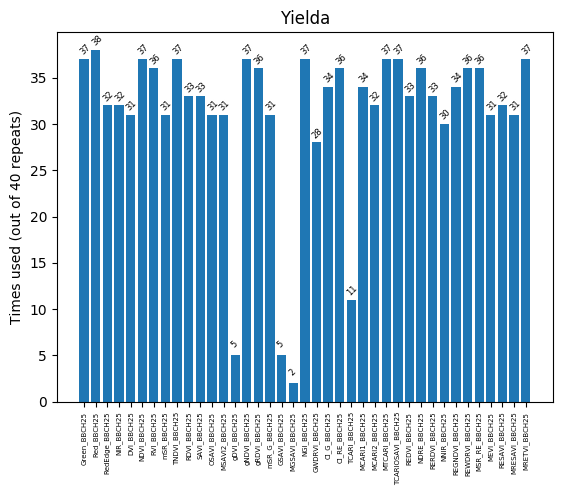 Yielda
Times used (out of 40 repeats)
35
30
25
20
15
10
5
0
37
38
32
32
31
37
36
31
37
33
33
31
31
5
37
36
31
5
2
37
28
34
36
11
34
32
37
37
33
36
33
30
34
36
36
31
32
31
37
Green_BBCH25
Red_BBCH25
RedEdge_BBCH25
NIR_BBCH25
DVI_BBCH25
NDVI_BBCH25
RVI_BBCH25
mSR_BBCH25
TNDVI_BBCH25
RDVI_BBCH25
SAVI_BBCH25
OSAVI_BBCH25
MSAVI2_BBCH25
gDVI_BBCH25
gNDVI_BBCH25
gRDVI_BBCH25
mSR_G_BBCH25
GSAVI_BBCH25
MGSAVI_BBCH25
NGI_BBCH25
GWDRVI_BBCH25
CI_G_BBCH25
CI_RE_BBCH25
TCARI_BBCH25
MCARI1_BBCH25
MCARI2_BBCH25
MTCARI_BBCH25
TCARIOSAVI_BBCH25
REDVI_BBCH25
NDRE_BBCH25
RERDVI_BBCH25
NNIR_BBCH25
REGNDVI_BBCH25
REWDRVI_BBCH25
MSR_RE_BBCH25
MEVI_BBCH25
RESAVI_BBCH25
MRESAVI_BBCH25
MRETVI_BBCH25